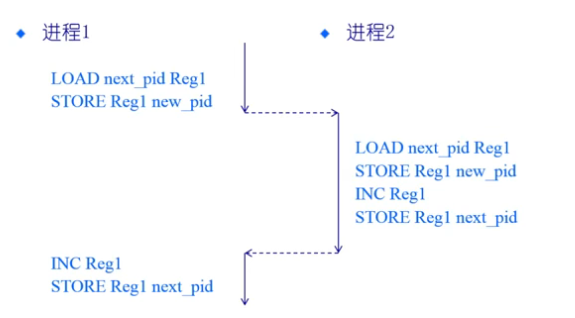 进程1
进程2
LOAD next_pid Reg1
STORE Reg1 new_pid
LOAD next_pid Reg1
STORE Reg1 new_pid
INC Reg1
STORE Reg1 next_pid
INC Reg1
STORE Reg1 next_pid